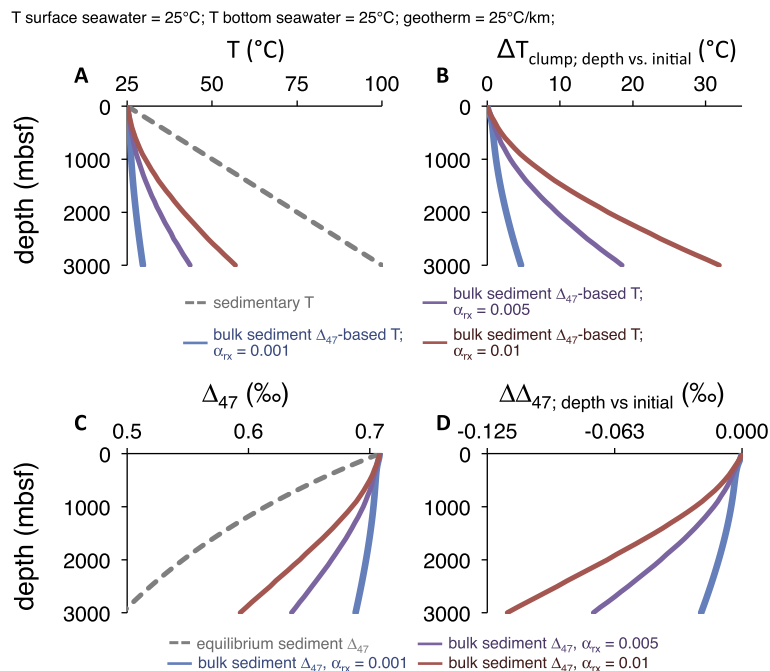 T surface seawater = 25°C; T bottom seawater = 25°C; geotherm = 25°C/km;
T (°C)
ΔTclump; depth vs. initial (°C)
A
B
25 50 75 100
0 10 20 30
0
1000
2000
3000
depth (mbsf)
0
1000
2000
3000
sedimentary T
bulk sediment Δ47-based T;
αrx = 0.001
bulk sediment Δ47-based T;
αrx = 0.005
bulk sediment Δ47-based T;
αrx = 0.01
Δ47 (‰)
ΔΔ47; depth vs initial (‰)
C
D
0.5 0.6 0.7
-0.125 -0.063 0.000
0
1000
2000
3000
depth (mbsf)
0
1000
2000
3000
equilibrium sediment Δ47
bulk sediment Δ47, αrx = 0.001
bulk sediment Δ47, αrx = 0.005
bulk sediment Δ47, αrx = 0.01